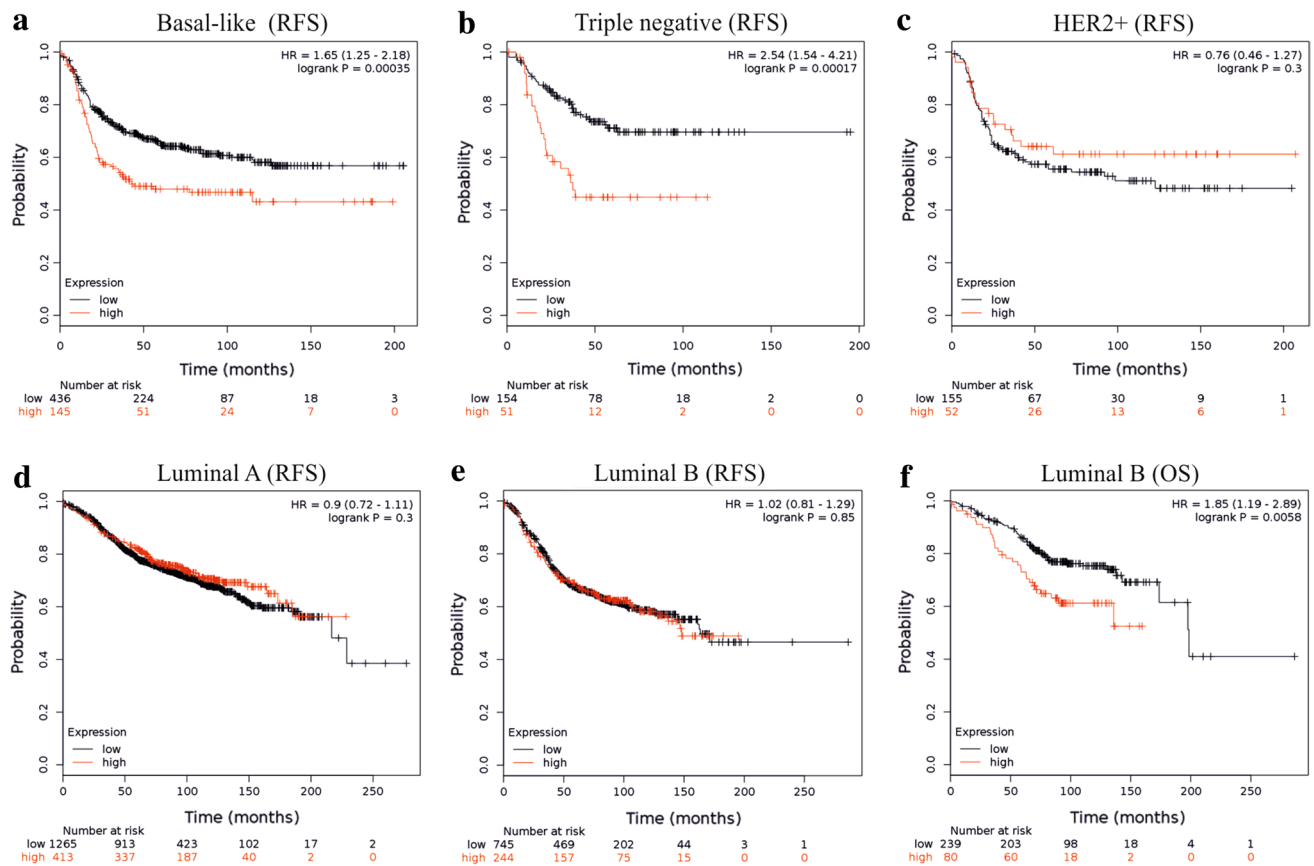 a Basal-like (RFS)
HR = 1.65 (1.25 - 2.18)
logrank P = 0.00035
Probability
1.0
0.8
0.6
0.4
0.2
0.0
Expression
low
high
0 50 100 150 200
Time (months)
Number at risk
low 436 224 87 18 3
high 145 51 24 7 0
b Triple negative (RFS)
HR = 2.54 (1.54 - 4.21)
logrank P = 0.00017
Probability
1.0
0.8
0.6
0.4
0.2
0.0
Expression
low
high
0 50 100 150 200
Time (months)
Number at risk
low 154 78 18 2 0
high 51 12 2 0 0
c HER2+ (RFS)
HR = 0.76 (0.46 - 1.27)
logrank P = 0.3
Probability
1.0
0.8
0.6
0.4
0.2
0.0
Expression
low
high
0 50 100 150 200
Time (months)
Number at risk
low 155 67 30 9 1
high 52 26 13 6 1
d Luminal A (RFS)
HR = 0.9 (0.72 - 1.11)
logrank P = 0.3
Probability
1.0
0.8
0.6
0.4
0.2
0.0
Expression
low
high
0 50 100 150 200 250
Time (months)
Number at risk
low 1265 913 423 102 17 2
high 413 337 187 40 2 0
e Luminal B (RFS)
HR = 1.02 (0.81 - 1.29)
logrank P = 0.85
Probability
1.0
0.8
0.6
0.4
0.2
0.0
Expression
low
high
0 50 100 150 200 250
Time (months)
Number at risk
low 745 469 202 44 3 1
high 244 157 75 15 0 0
f Luminal B (OS)
HR = 1.85 (1.19 - 2.89)
logrank P = 0.0058
Probability
1.0
0.8
0.6
0.4
0.2
0.0
Expression
low
high
0 50 100 150 200 250
Time (months)
Number at risk
low 239 203 98 18 4 1
high 80 60 18 2 0 0